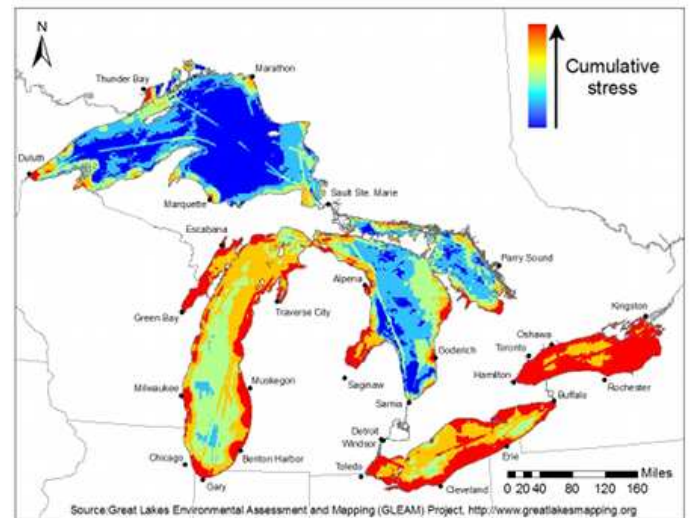 N
Cumulative
stress
Thunder Bay
Marathon
Duluth
Marquette
Sault Ste. Marie
Escabana
Parry Sound
Alpena
Green Bay
Traverse City
Kingston
Oshawa
Toronto
Goderich
Hamilton
Rochester
Milwaukee
Muskegon
Saginaw
Buffalo
Sarnia
Detroit
Windsor
Chicago
Benton Harbor
Toledo
Erie
Gary
Cleveland
Miles
0 20 40 80 120 160
Source:Great Lakes Environmental Assessment and Mapping (GLEAM) Project, http://www.greatlakesmapping.org